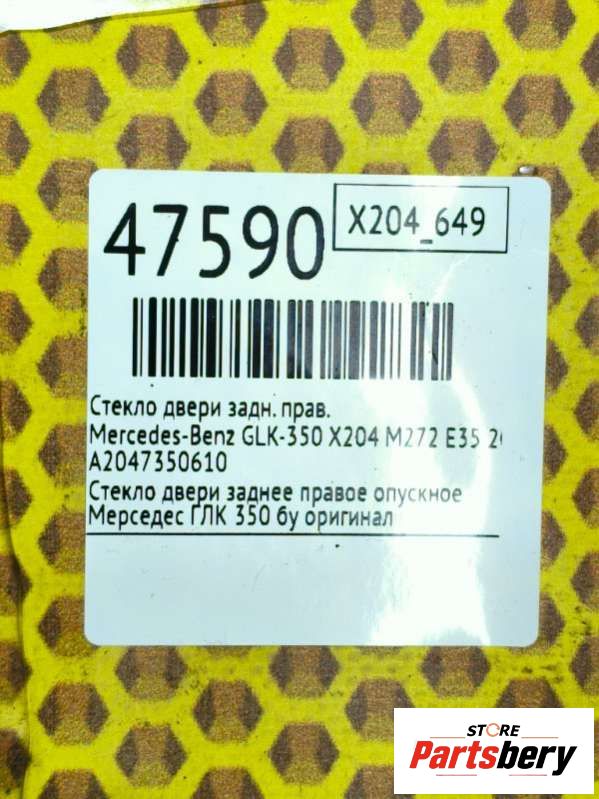 47590
X204_649
Стекло двери задн. прав.
Mercedes-Benz GLK-350 X204 M272 E35
A2047350610
Стекло двери заднее правое опускное
Мерседес ГЛК 350 бу оригинал
STORE
Partsbery